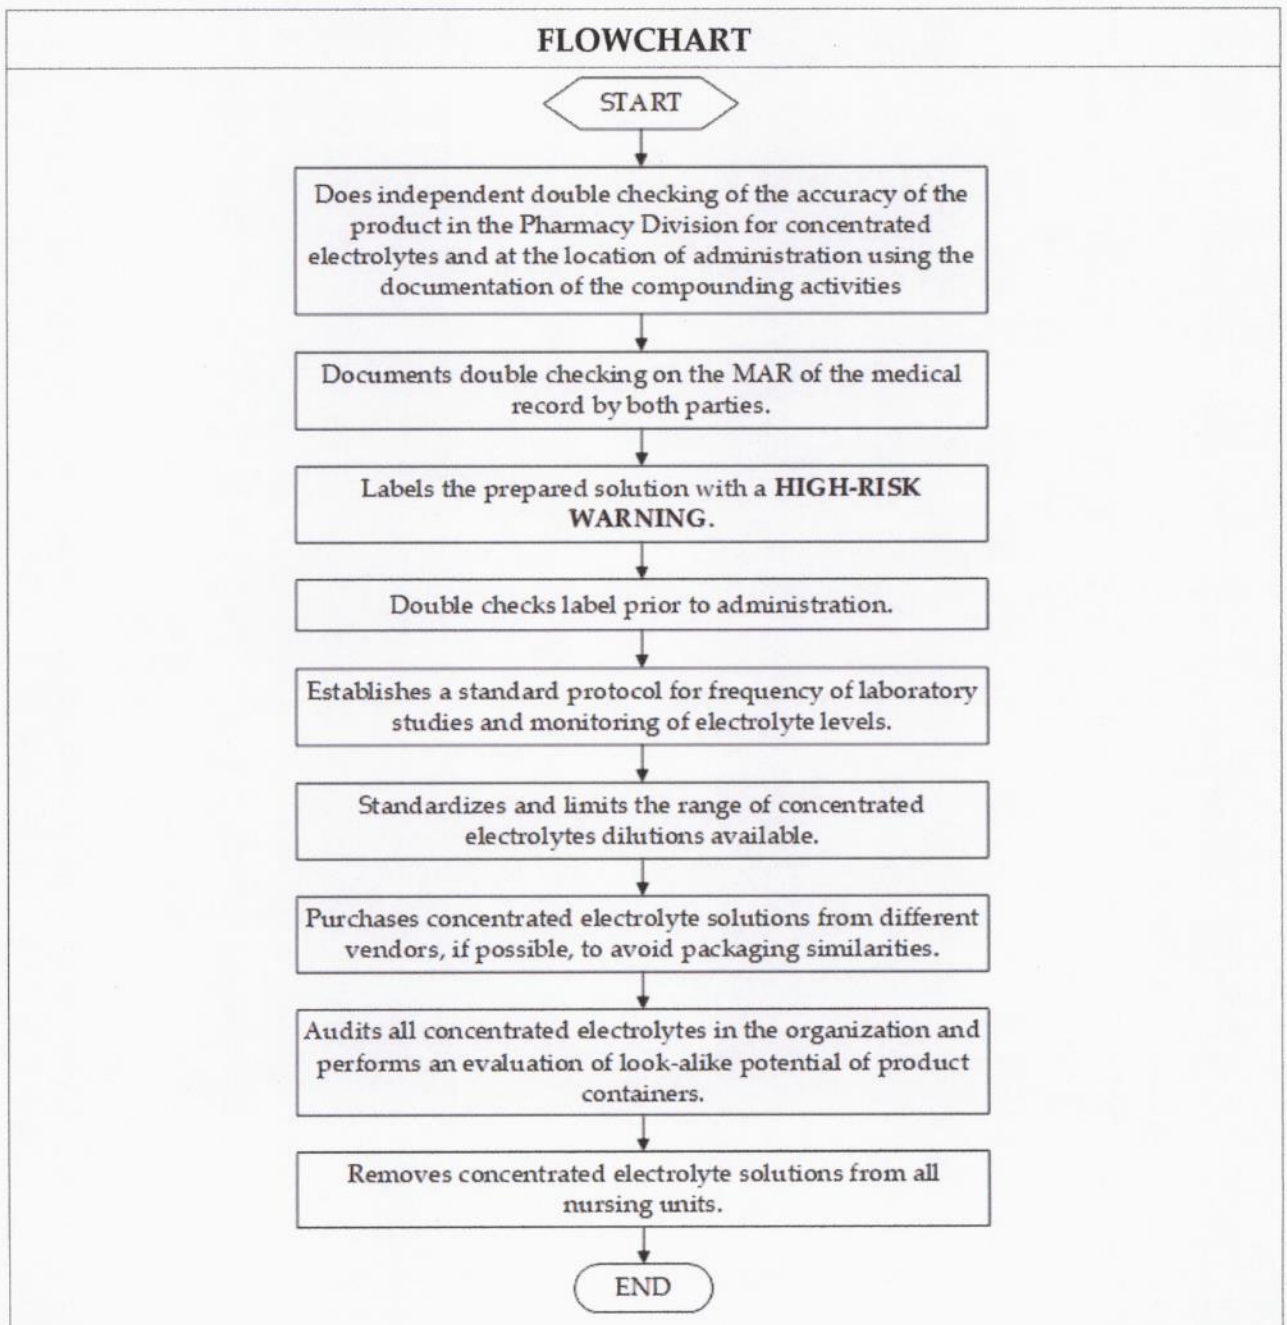 FLOWCHART
START
Does independent double checking of the accuracy of the
product in the Pharmacy Division for concentrated
electrolytes and at the location of administration using the
documentation of the compounding activities
Documents double checking on the MAR of the medical
record by both parties.
Labels the prepared solution with a HIGH-RISK
WARNING.
Double checks label prior to administration.
Establishes a standard protocol for frequency of laboratory
studies and monitoring of electrolyte levels.
Standardizes and limits the range of concentrated
electrolytes dilutions available.
Purchases concentrated electrolyte solutions from different
vendors, if possible, to avoid packaging similarities.
Audits all concentrated electrolytes in the organization and
performs an evaluation of look-alike potential of product
containers.
Removes concentrated electrolyte solutions from all
nursing units.
END